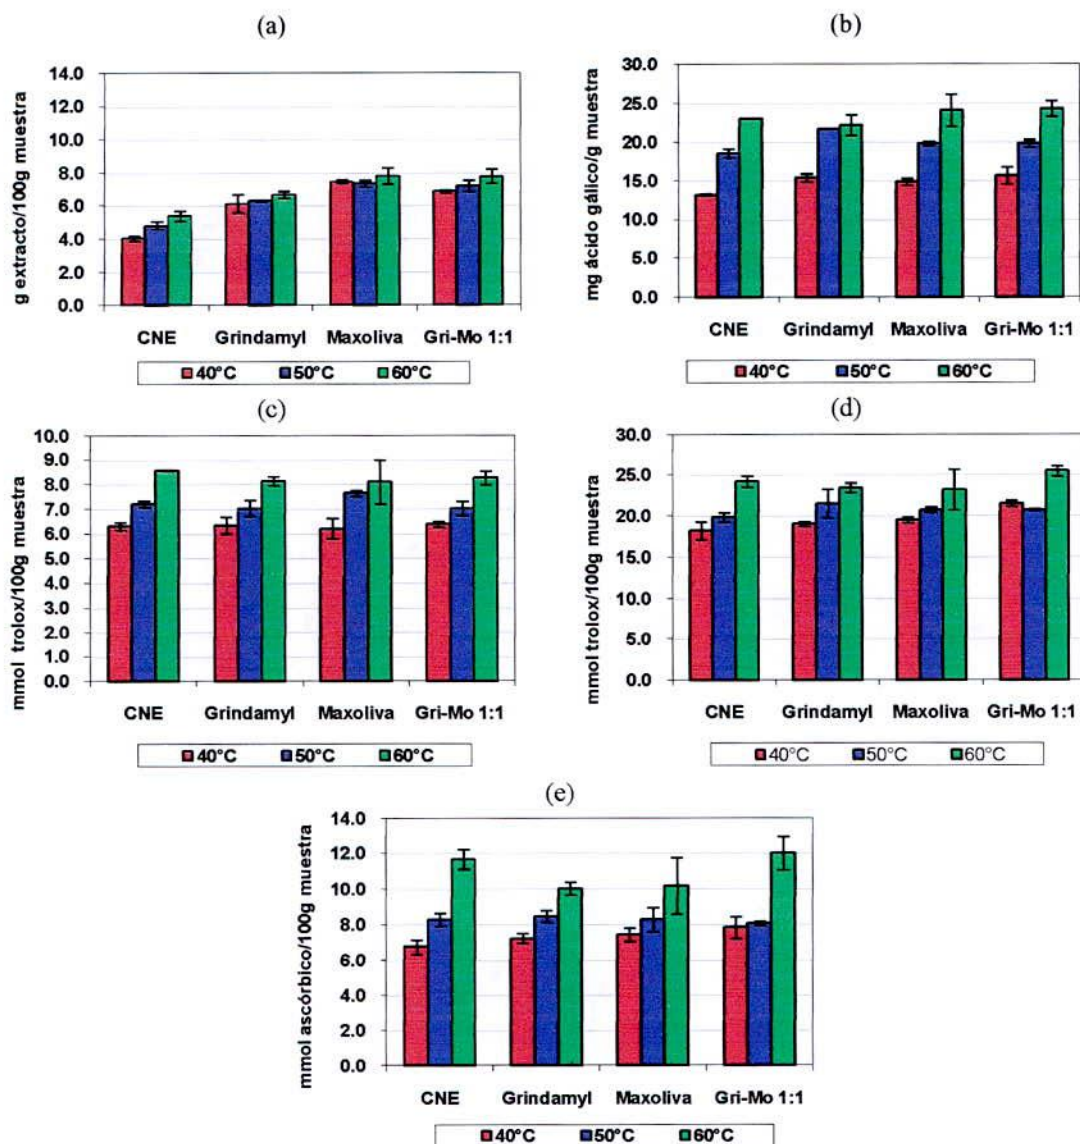 (a)
g extracto/100g muestra
14.0
12.0
10.0
8.0
6.0
4.0
2.0
0.0
CNE Grindamyl Maxoliva Gri-Mo 1:1
40°C 50°C 60°C
(b)
mg ácido gálico/g muestra
30.0
25.0
20.0
15.0
10.0
5.0
0.0
CNE Grindamyl Maxoliva Gri-Mo 1:1
40°C 50°C 60°C
(c)
mmol trolox/100g muestra
10.0
9.0
8.0
7.0
6.0
5.0
4.0
3.0
2.0
1.0
0.0
CNE Grindamyl Maxoliva Gri-Mo 1:1
40°C 50°C 60°C
(d)
mmol trolox/100g muestra
30.0
25.0
20.0
15.0
10.0
5.0
0.0
CNE Grindamyl Maxoliva Gri-Mo 1:1
40°C 50°C 60°C
(e)
mmol ascórbico/100g muestra
14.0
12.0
10.0
8.0
6.0
4.0
2.0
0.0
CNE Grindamyl Maxoliva Gri-Mo 1:1
40°C 50°C 60°C